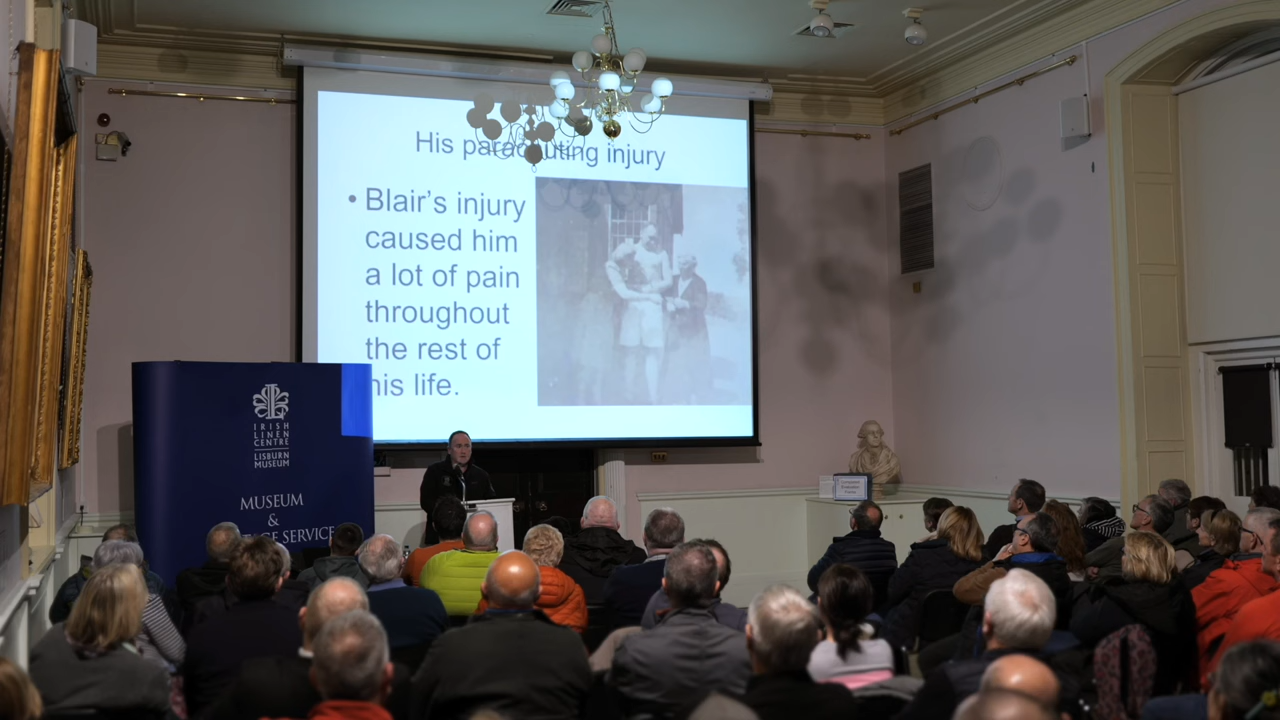 His parachuting injury
• Blair's injury
caused him
a lot of pain
throughout
the rest of
his life.
IRISH
LINEN
CENTRE
LISBURN
MUSEUM
MUSEUM
&
SERVICE